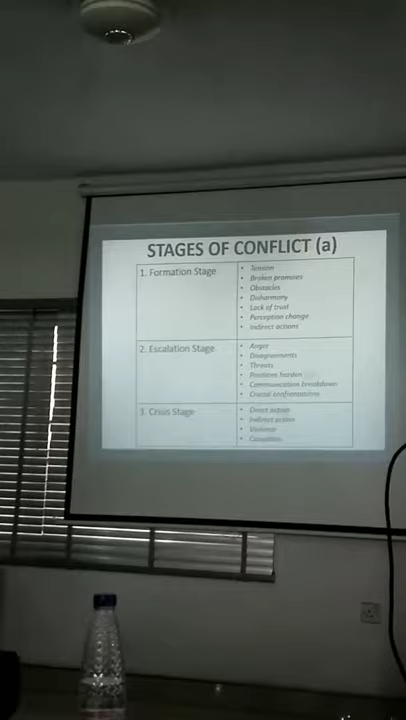 STAGES OF CONFLICT (a)
1. Formation Stage
• Tension
• Broken promises
• Obstacles
• Disharmony
• Lack of trust
• Perception change
• Indirect actions
2. Escalation Stage
• Anger
• Disagreements
• Threats
• Positions harden
• Communication breakdown
• Crucial confrontations
3. Crisis Stage
• Direct action
• Indirect action
• Violence
• Casualties